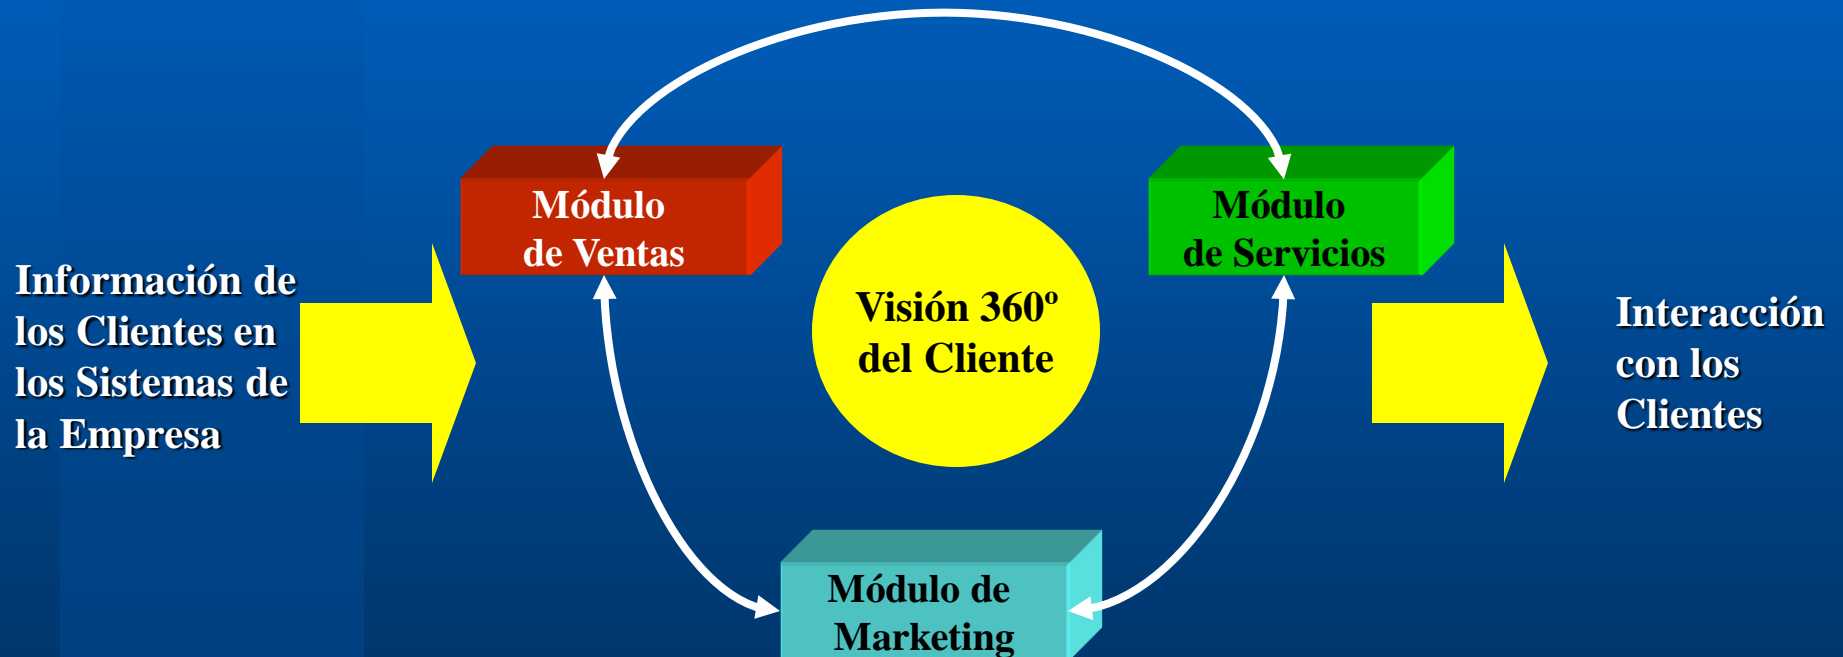 Información de
los Clientes en
los Sistemas de
la Empresa
Módulo
de Ventas
Visión 360º
del Cliente
Módulo
de Servicios
Módulo de
Marketing
Interacción
con los
Clientes